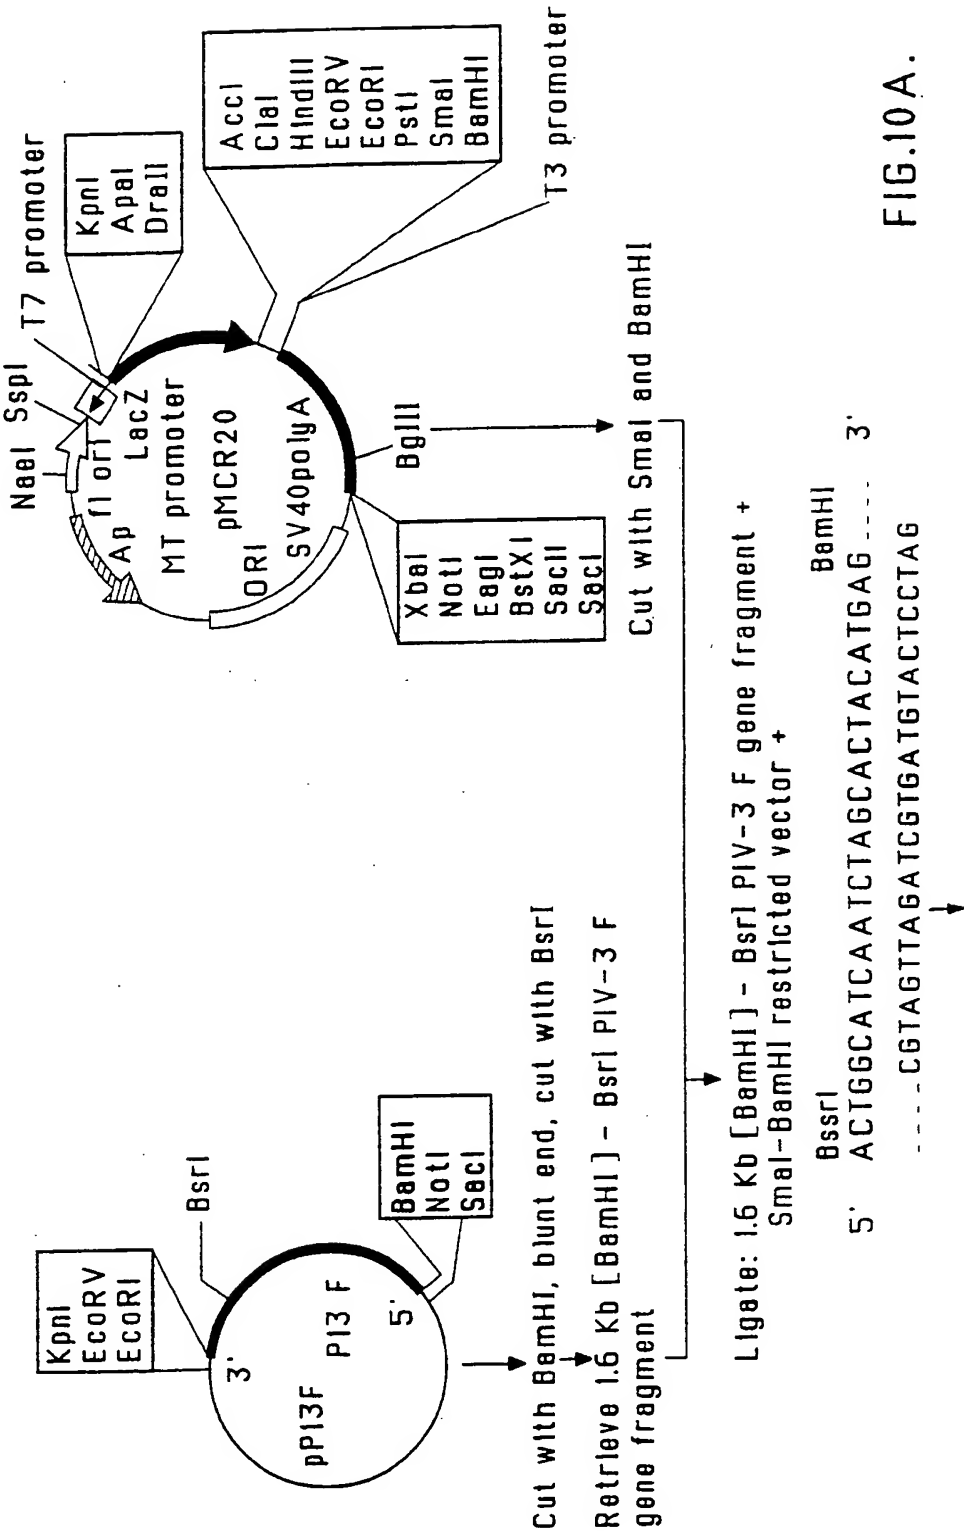 KpnI
EcoRV
EcoRI
3'
BsrI
pPI3F
PI3 F
5'
BamHI
NotI
SacI
Cut with BamHI, blunt end, cut with BsrI
Retrieve 1.6 Kb [BamHI] - BsrI PIV-3 F
gene fragment
NaeI
SspI
T7 promoter
KpnI
ApaI
DraII
Ap
f1 ori
LacZ
MT promoter
pMCR20
ORI
SV40polyA
AccI
ClaI
HindIII
EcoRV
EcoRI
PstI
SmaI
BamHI
T3 promoter
BglII
XbaI
NotI
EagI
BstXI
SacII
SacI
Cut with SmaI and BamHI
Ligate: 1.6 Kb [BamHI] - BsrI PIV-3 F gene fragment +
SmaI-BamHI restricted vector +
BssrI
BamHI
5' ACTGGCATCAATCTAGCACTACATGAG ---- 3'
---- CGTAGTTAGATCGTGATGTACTCCTAG
FIG.10A.